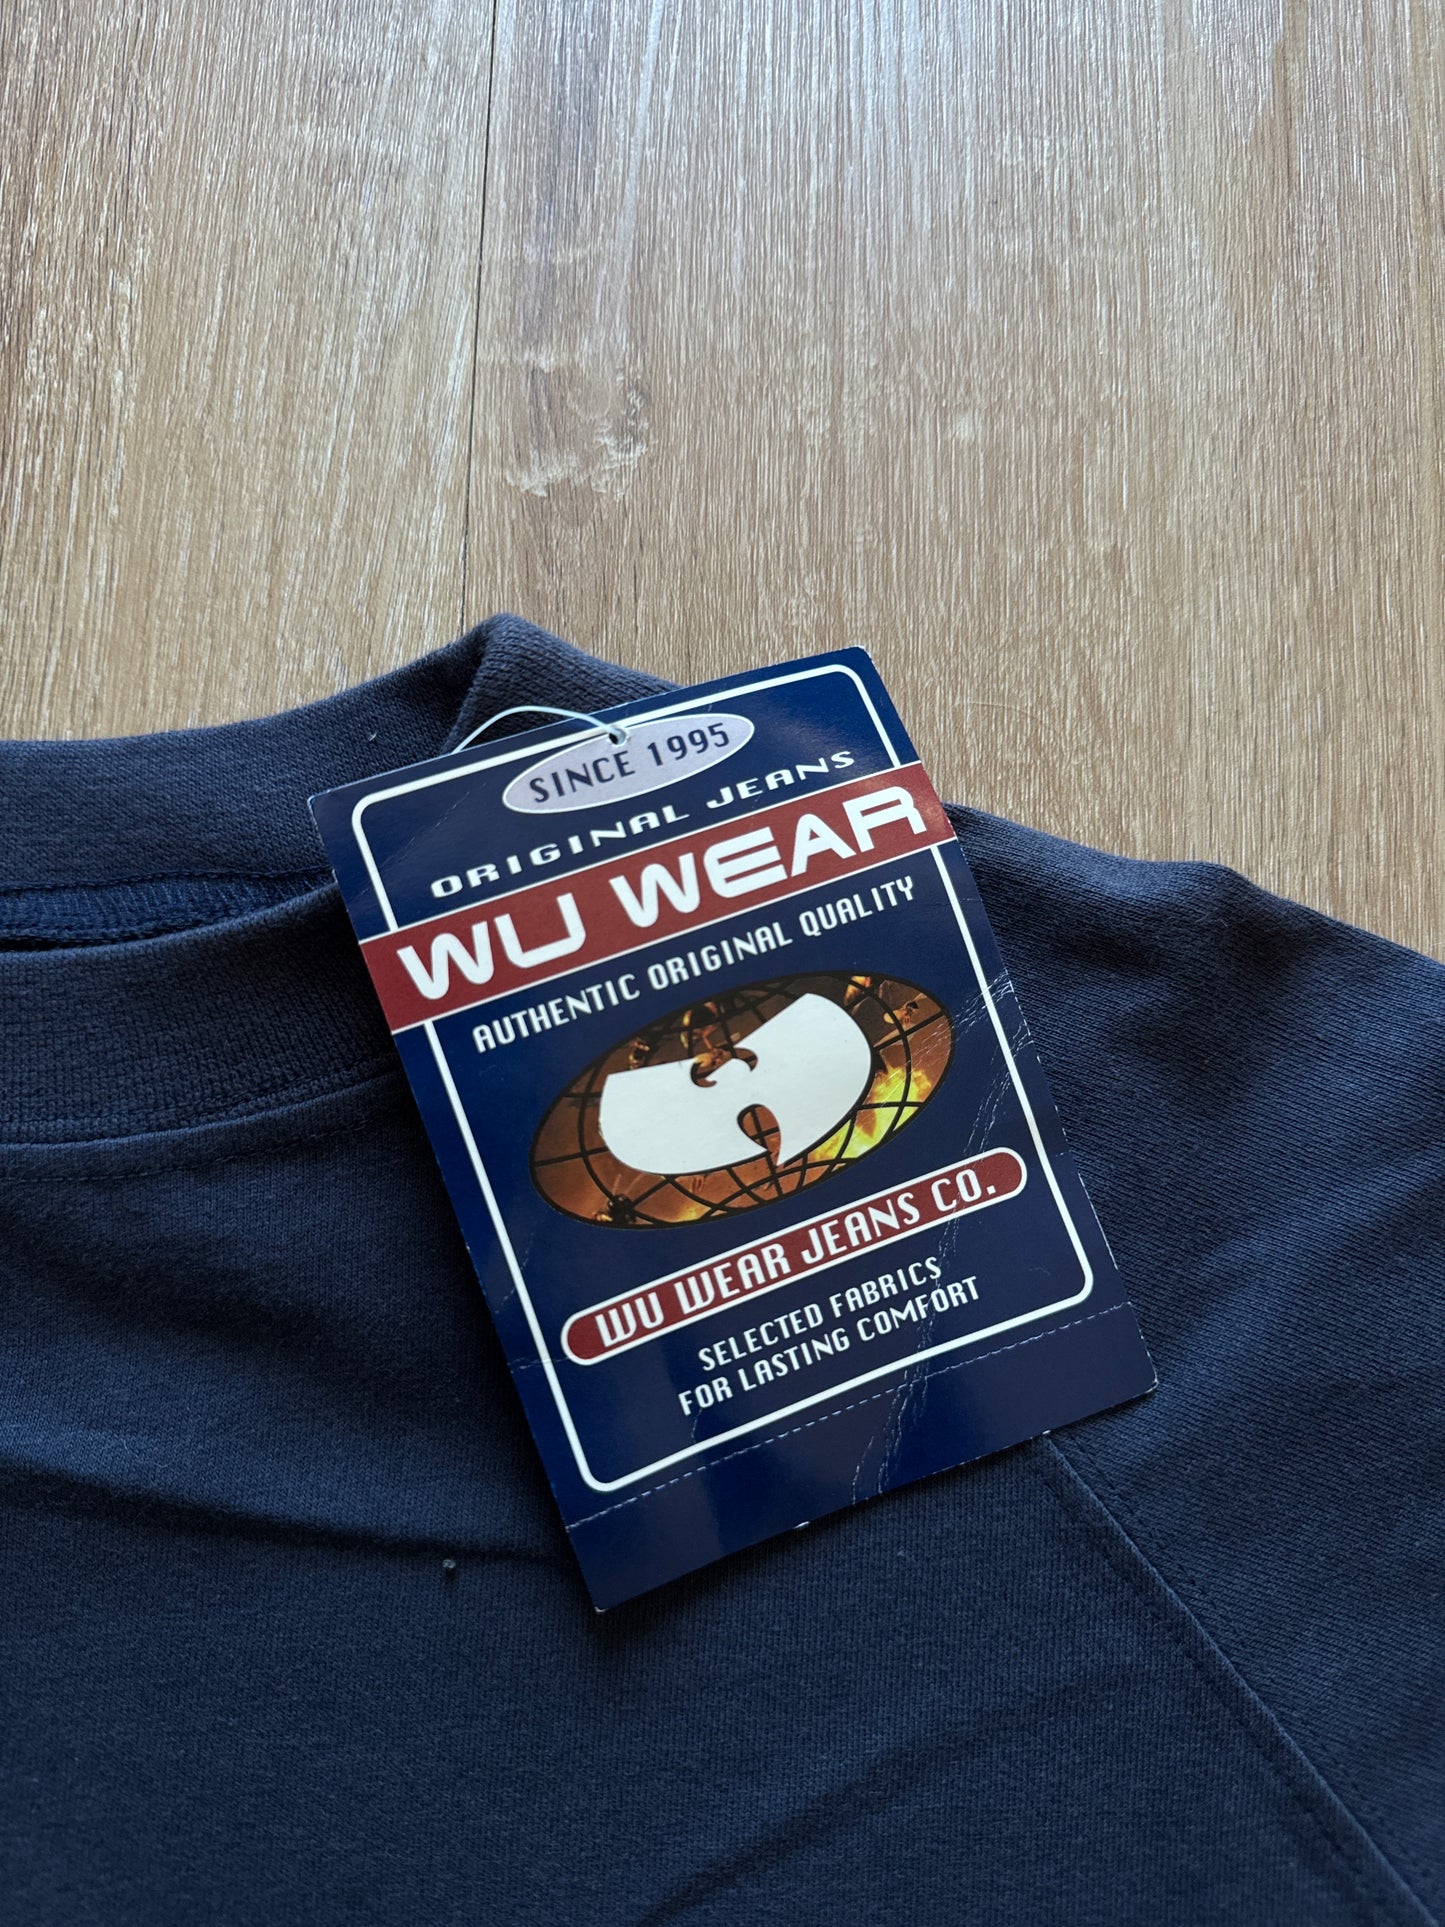 SINCE 1995
ORIGINAL JEANS
WU WEAR
AUTHENTIC ORIGINAL QUALITY
WU WEAR JEANS CO.
SELECTED FABRICS
FOR LASTING COMFORT